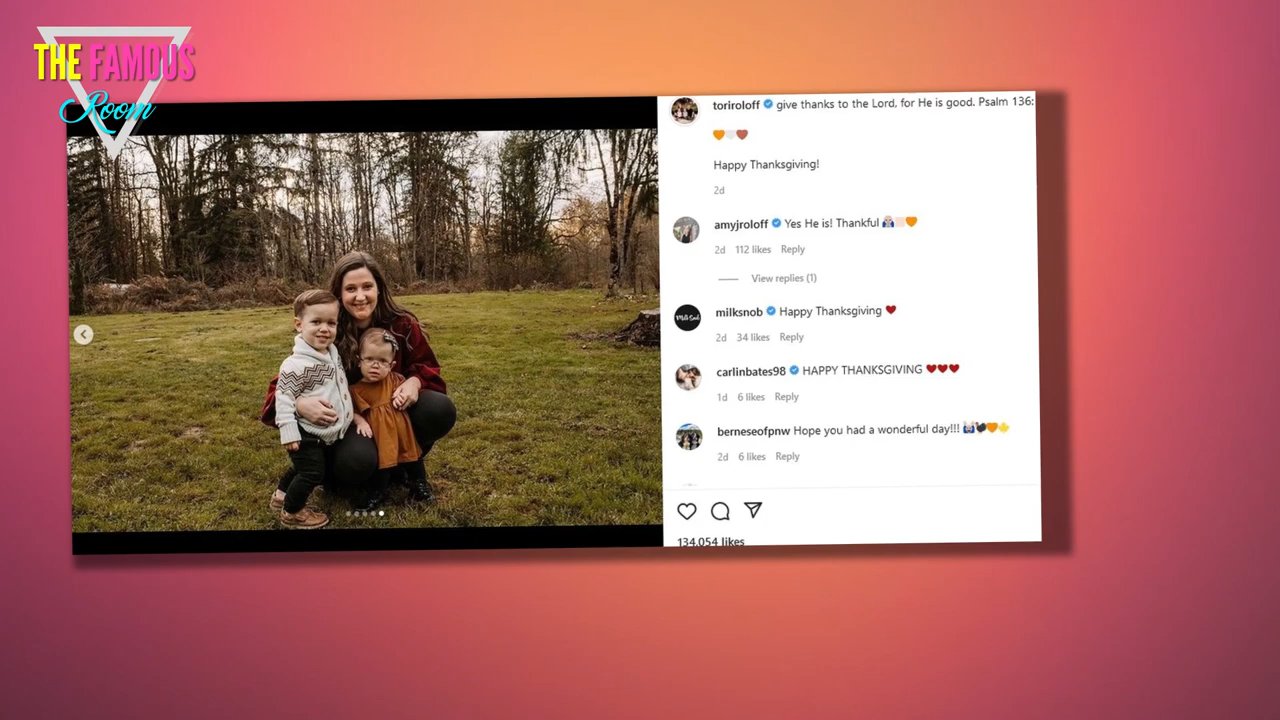 THE FAMOUS
Room
toriroloff give thanks to the Lord, for He is good. Psalm 136:
🧡🤍🤎
Happy Thanksgiving!
2d
amyjroloff Yes He is! Thankful 🧡
2d 112 likes Reply
View replies (1)
milksnob Happy Thanksgiving ❤
2d 34 likes Reply
carlinbates98 HAPPY THANKSGIVING ❤❤❤
1d 6 likes Reply
berneseofpnw Hope you had a wonderful day!!! 🧡
2d 6 likes Reply
134,054 likes